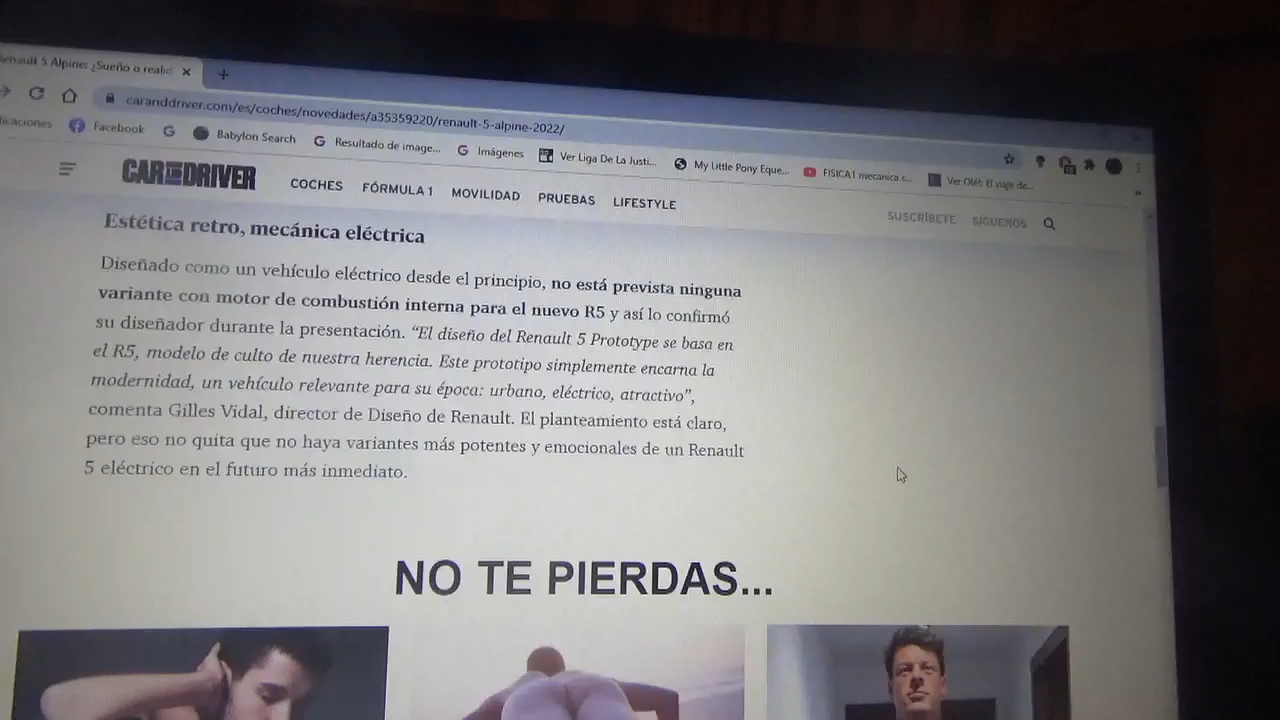 Renault 5 Alpine: ¿Sueño o realid
caranddriver.com/es/coches/novedades/a35359220/renault-5-alpine-2022/
Facebook
Babylon Search
Resultado de image...
Imágenes
Ver Liga De La Justi...
My Little Pony Eque...
FISICA1 mecanica c...
Ver Olét: El viaje de...
CAR AND DRIVER
COCHES
FÓRMULA 1
MOVILIDAD
PRUEBAS
LIFESTYLE
SUSCRÍBETE
SÍGUENOS
Estética retro, mecánica eléctrica
Diseñado como un vehículo eléctrico desde el principio, no está prevista ninguna
variante con motor de combustión interna para el nuevo R5 y así lo confirmó
su diseñador durante la presentación. “El diseño del Renault 5 Prototype se basa en
el R5, modelo de culto de nuestra herencia. Este prototipo simplemente encarna la
modernidad, un vehículo relevante para su época: urbano, eléctrico, atractivo”,
comenta Gilles Vidal, director de Diseño de Renault. El planteamiento está claro,
pero eso no quita que no haya variantes más potentes y emocionales de un Renault
5 eléctrico en el futuro más inmediato.
NO TE PIERDAS...